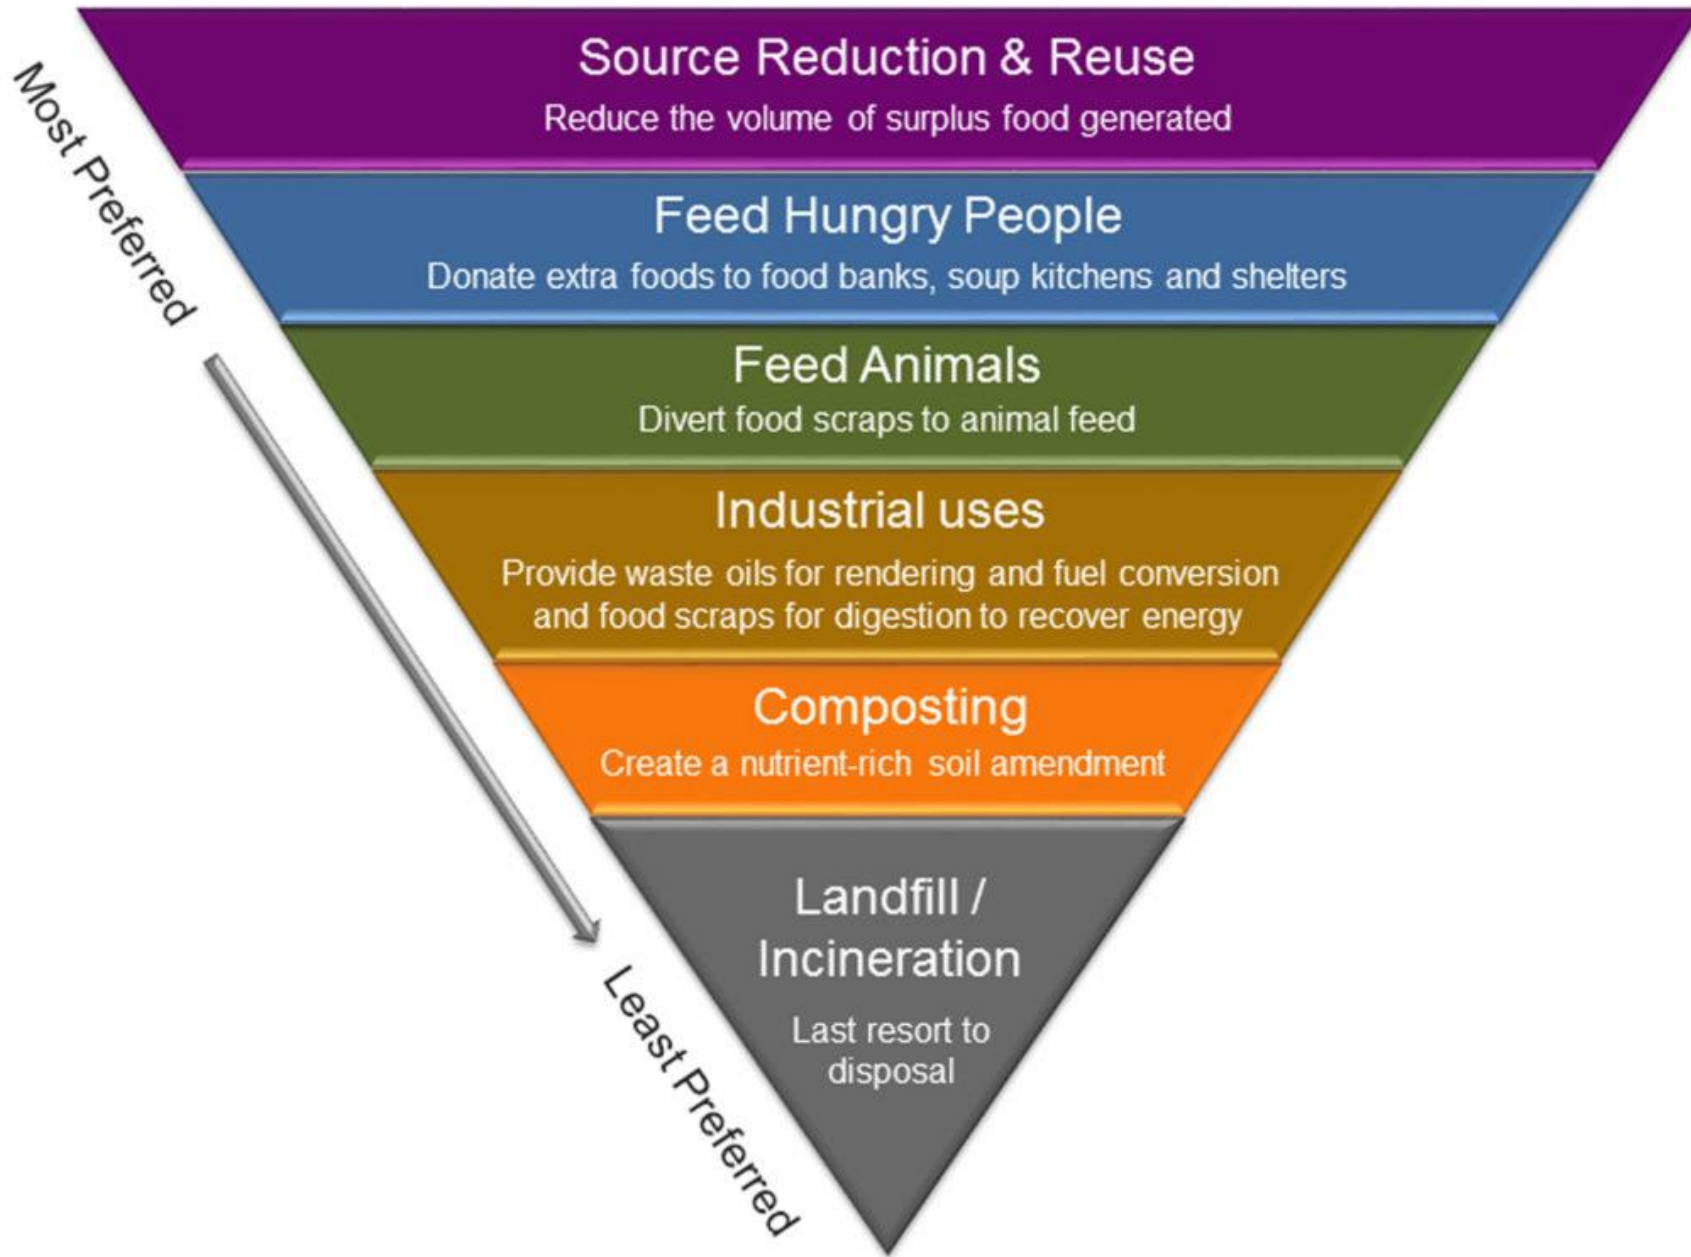 Source Reduction & Reuse
Reduce the volume of surplus food generated
Most Preferred
Feed Hungry People
Donate extra foods to food banks, soup kitchens and shelters
Feed Animals
Divert food scraps to animal feed
Industrial uses
Provide waste oils for rendering and fuel conversion
and food scraps for digestion to recover energy
Composting
Create a nutrient-rich soil amendment
Landfill /
Incineration
Last resort to
disposal
Least Preferred